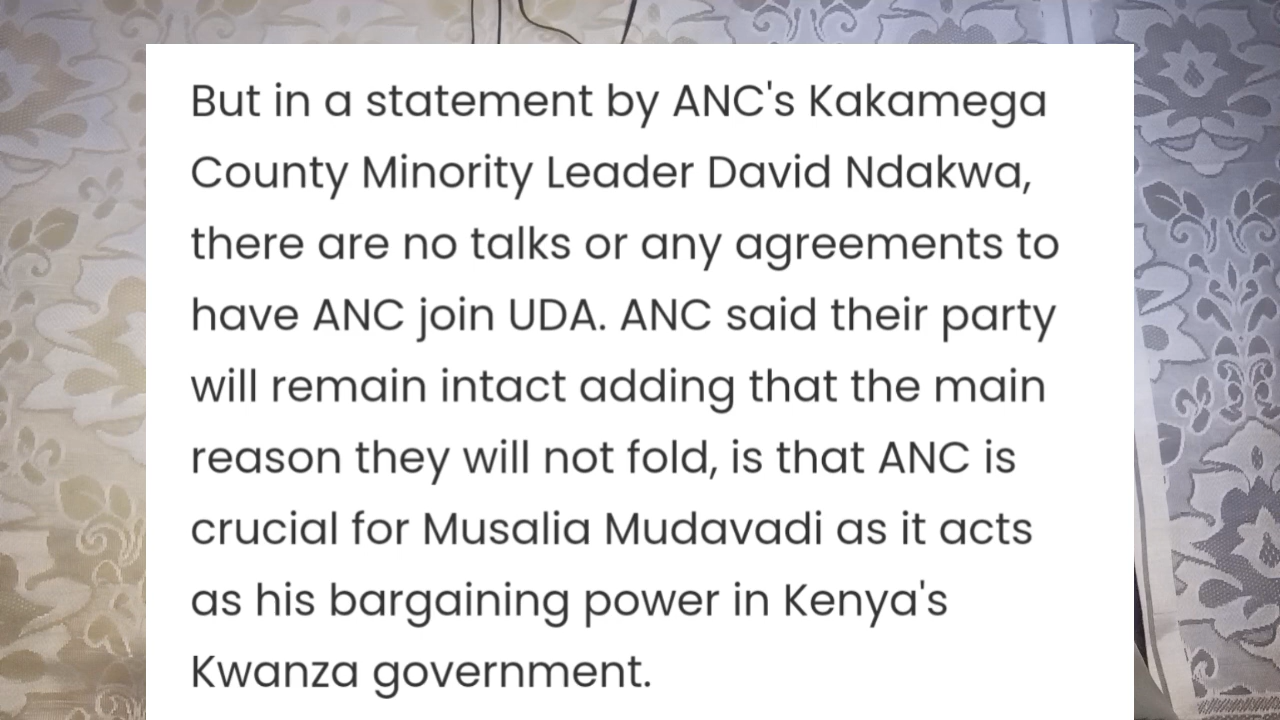 But in a statement by ANC's Kakamega
County Minority Leader David Ndakwa,
there are no talks or any agreements to
have ANC join UDA. ANC said their party
will remain intact adding that the main
reason they will not fold, is that ANC is
crucial for Musalia Mudavadi as it acts
as his bargaining power in Kenya's
Kwanza government.